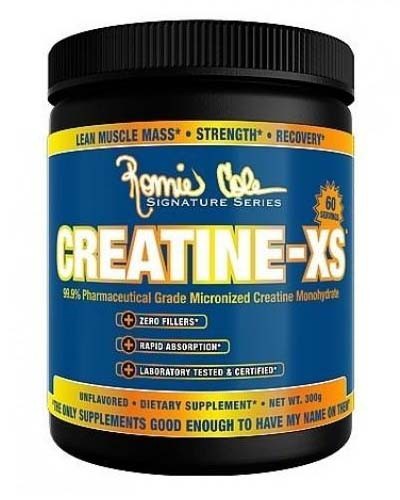 LEAN MUSCLE MASS* • STRENGTH* • RECOVERY*
Ronnie Cole
SIGNATURE SERIES
60
SERVINGS
CREATINE-XS
99.9% Pharmaceutical Grade Micronized Creatine Monohydrate
ZERO FILLERS*
RAPID ABSORPTION*
LABORATORY TESTED & CERTIFIED*
UNFLAVORED • DIETARY SUPPLEMENT* • NET WT. 300g
"THE ONLY SUPPLEMENTS GOOD ENOUGH TO HAVE MY NAME ON THEM"